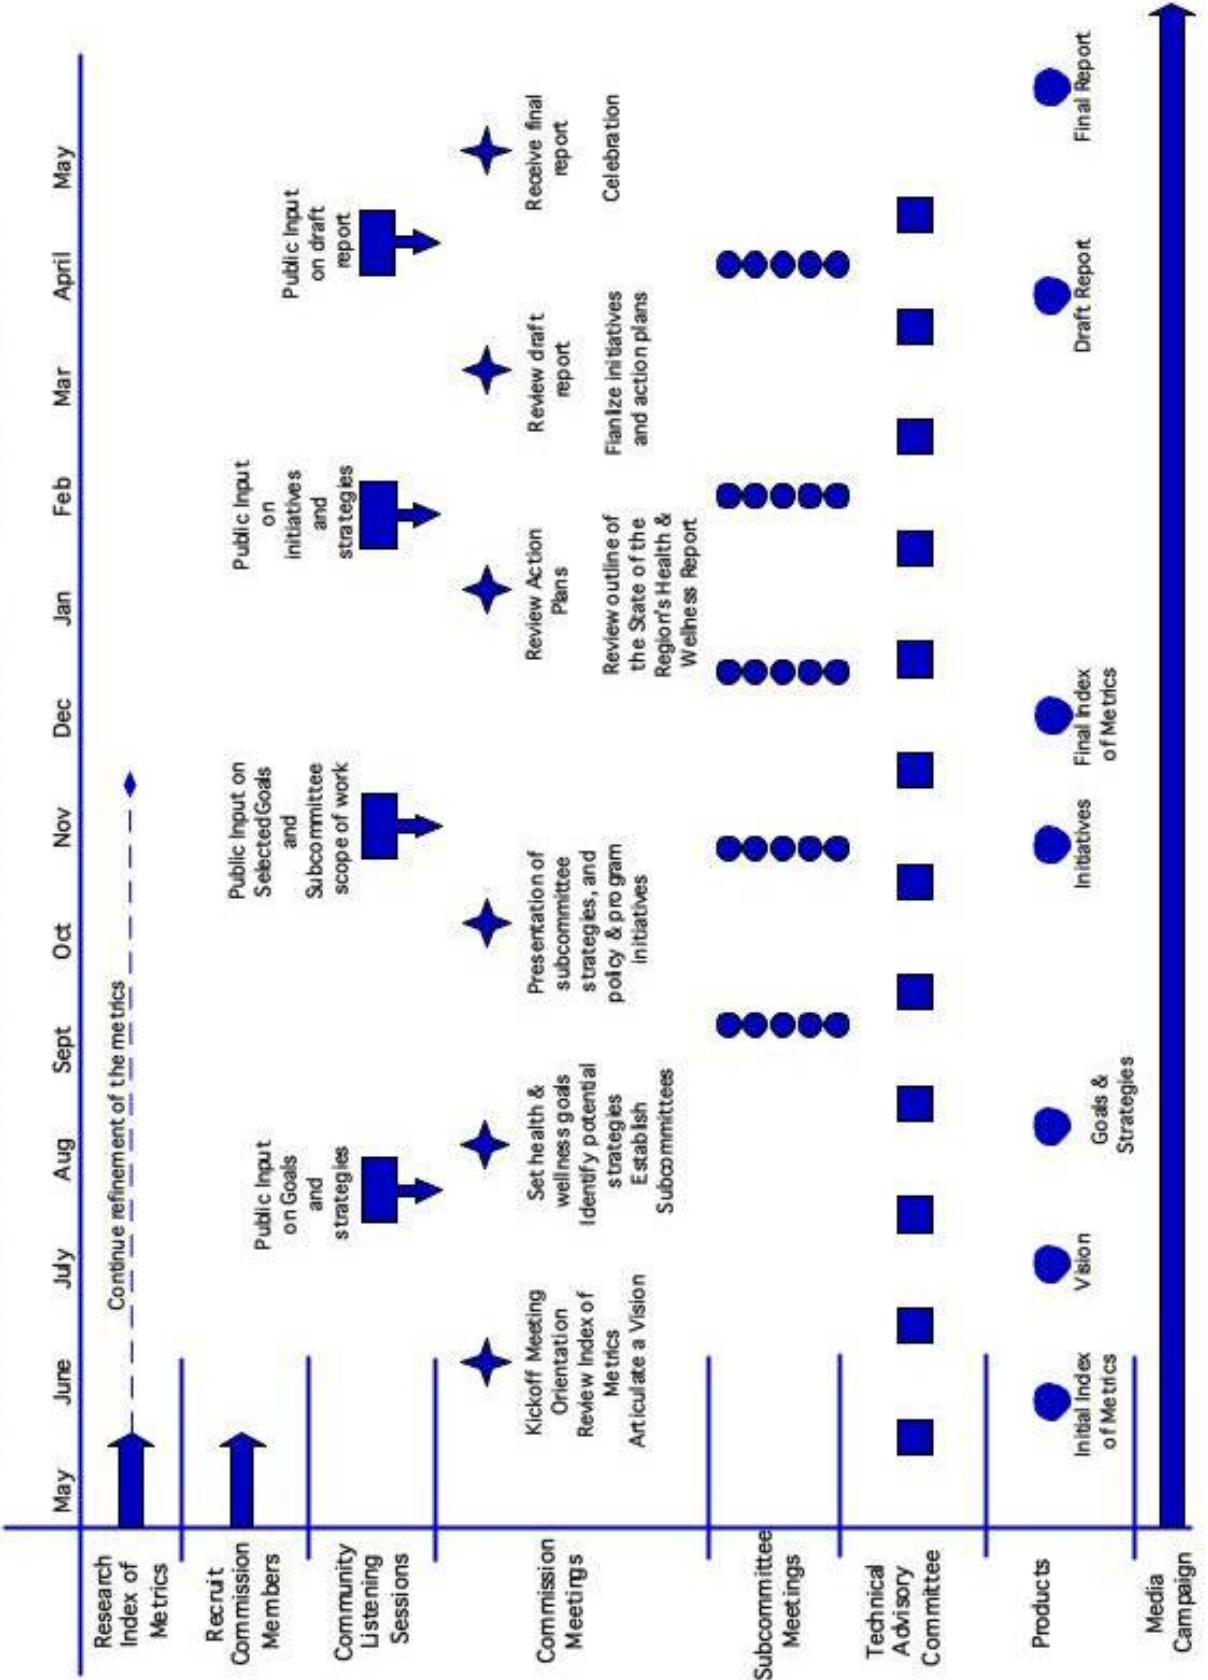 May June July Aug Sept Oct Nov Dec Jan Feb Mar April May
Research
Index of
Metrics
Continue refinement of the metrics
Recruit
Commission
Members
Community
Listening
Sessions
Public Input
on Goals
and
strategies
Public Input on
Selected Goals
and
Subcommittee
scope of work
Public Input
on
initiatives
and
strategies
Public Input
on draft
report
Commission
Meetings
Kickoff Meeting
Orientation
Review Index of
Metrics
Articulate a Vision
Set health &
wellness goals
Identify potential
strategies
Establish
Subcommittees
Presentation of
subcommittee
strategies, and
policy & program
initiatives
Review Action
Plans
Review outline of
the State of the
Region's Health &
Wellness Report
Review draft
report
Fianlize initiatives
and action plans
Receive final
report
Celebration
Subcommittee
Meetings
Technical
Advisory
Committee
Products
Initial Index
of Metrics
Vision
Goals &
Strategies
Initiatives
Final Index
of Metrics
Draft Report
Final Report
Media
Campaign